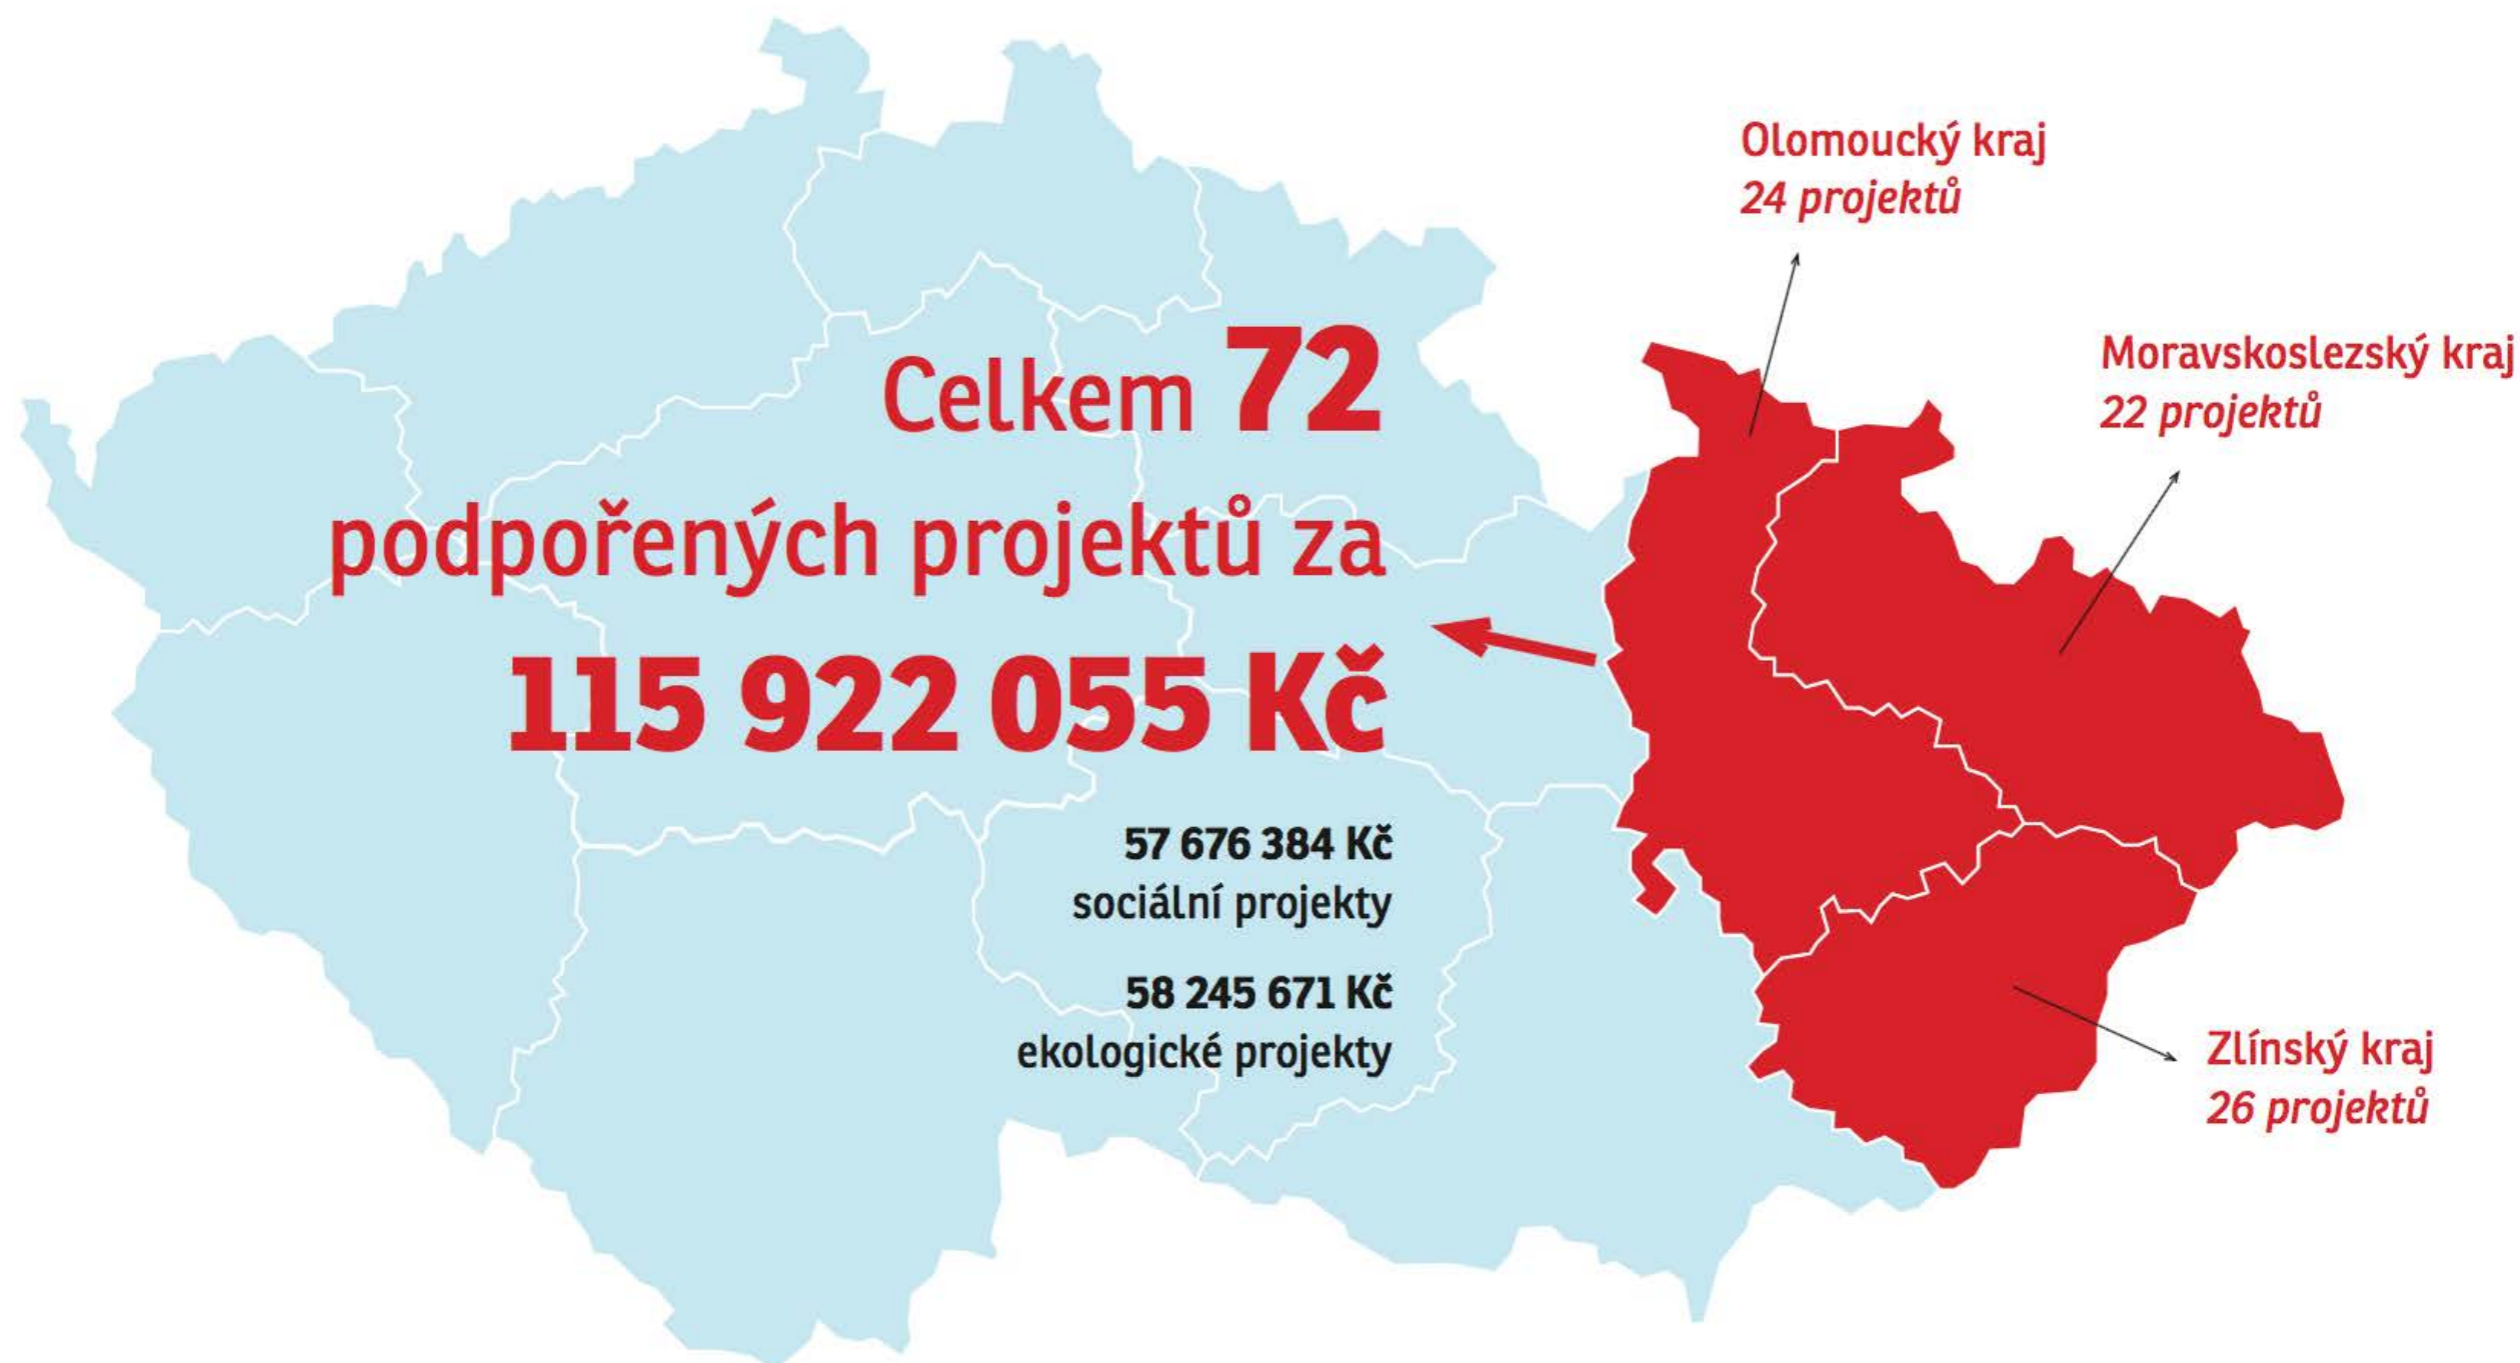 Celkem 72
podpořených projektů za
115 922 055 Kč
57 676 384 Kč
sociální projekty
58 245 671 Kč
ekologické projekty
Olomoucký kraj
24 projektů
Moravskoslezský kraj
22 projektů
Zlínský kraj
26 projektů